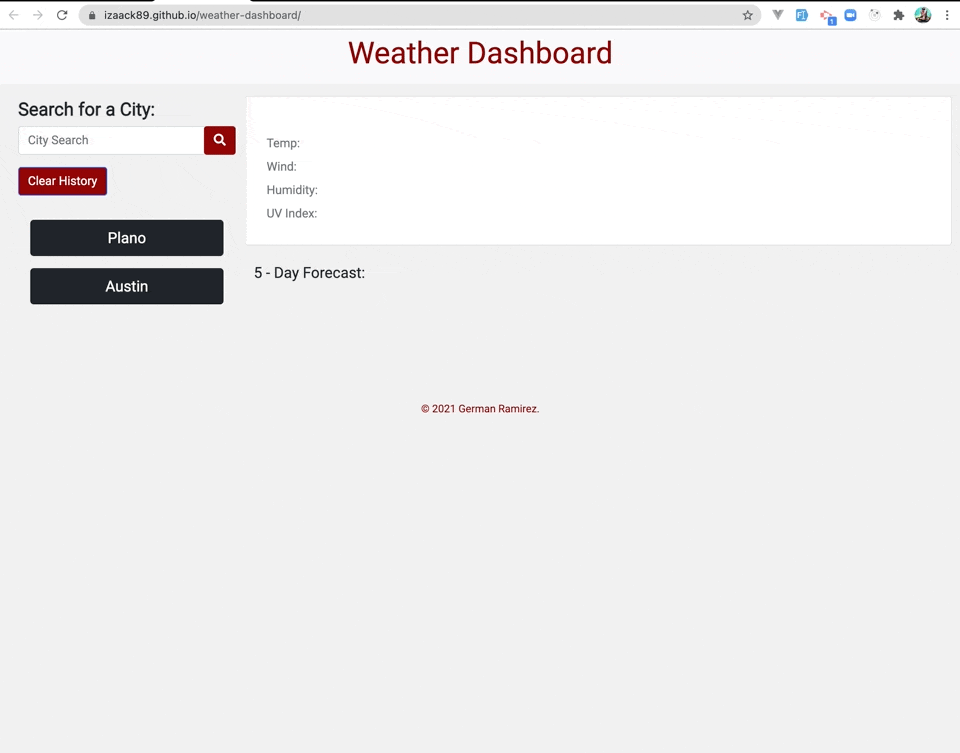 izaack89.github.io/weather-dashboard/
1
Weather Dashboard
Search for a City:
City Search
Clear History
Plano
Austin
Temp:
Wind:
Humidity:
UV Index:
5 - Day Forecast:
© 2021 German Ramirez.